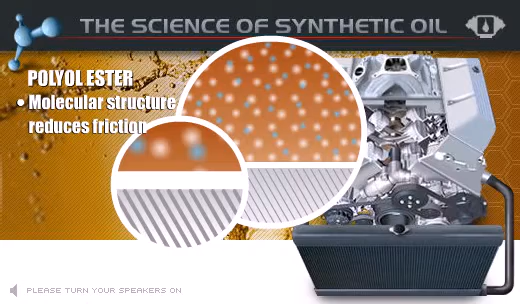 THE SCIENCE OF SYNTHETIC OIL
POLYOL ESTER
• Molecular structure
reduces friction
PLEASE TURN YOUR SPEAKERS ON